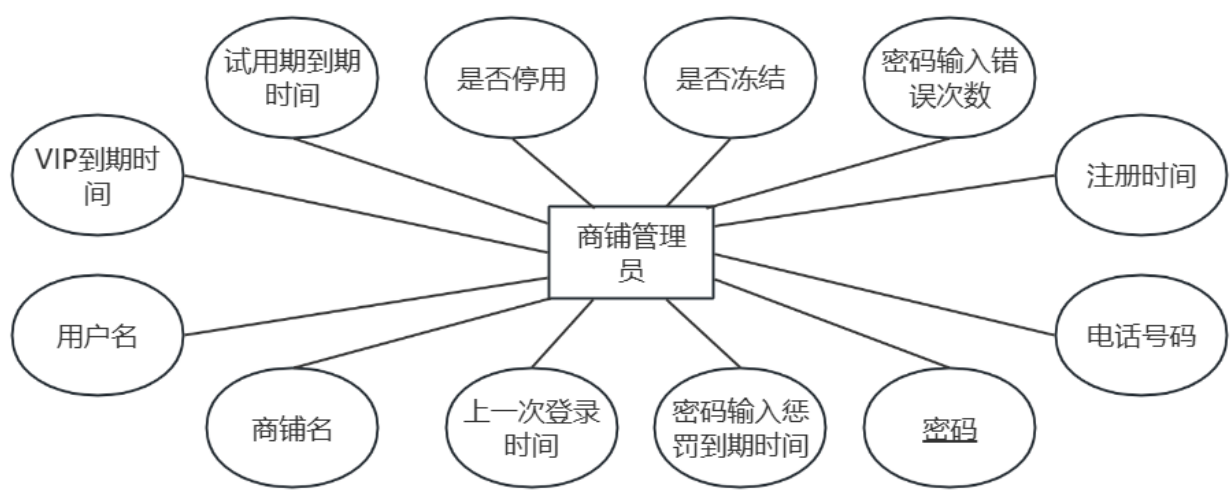 试用期到期
时间
是否停用
是否冻结
密码输入错
误次数
VIP到期时
间
注册时间
商铺管理
员
用户名
电话号码
商铺名
上一次登录
时间
密码输入惩
罚到期时间
密码